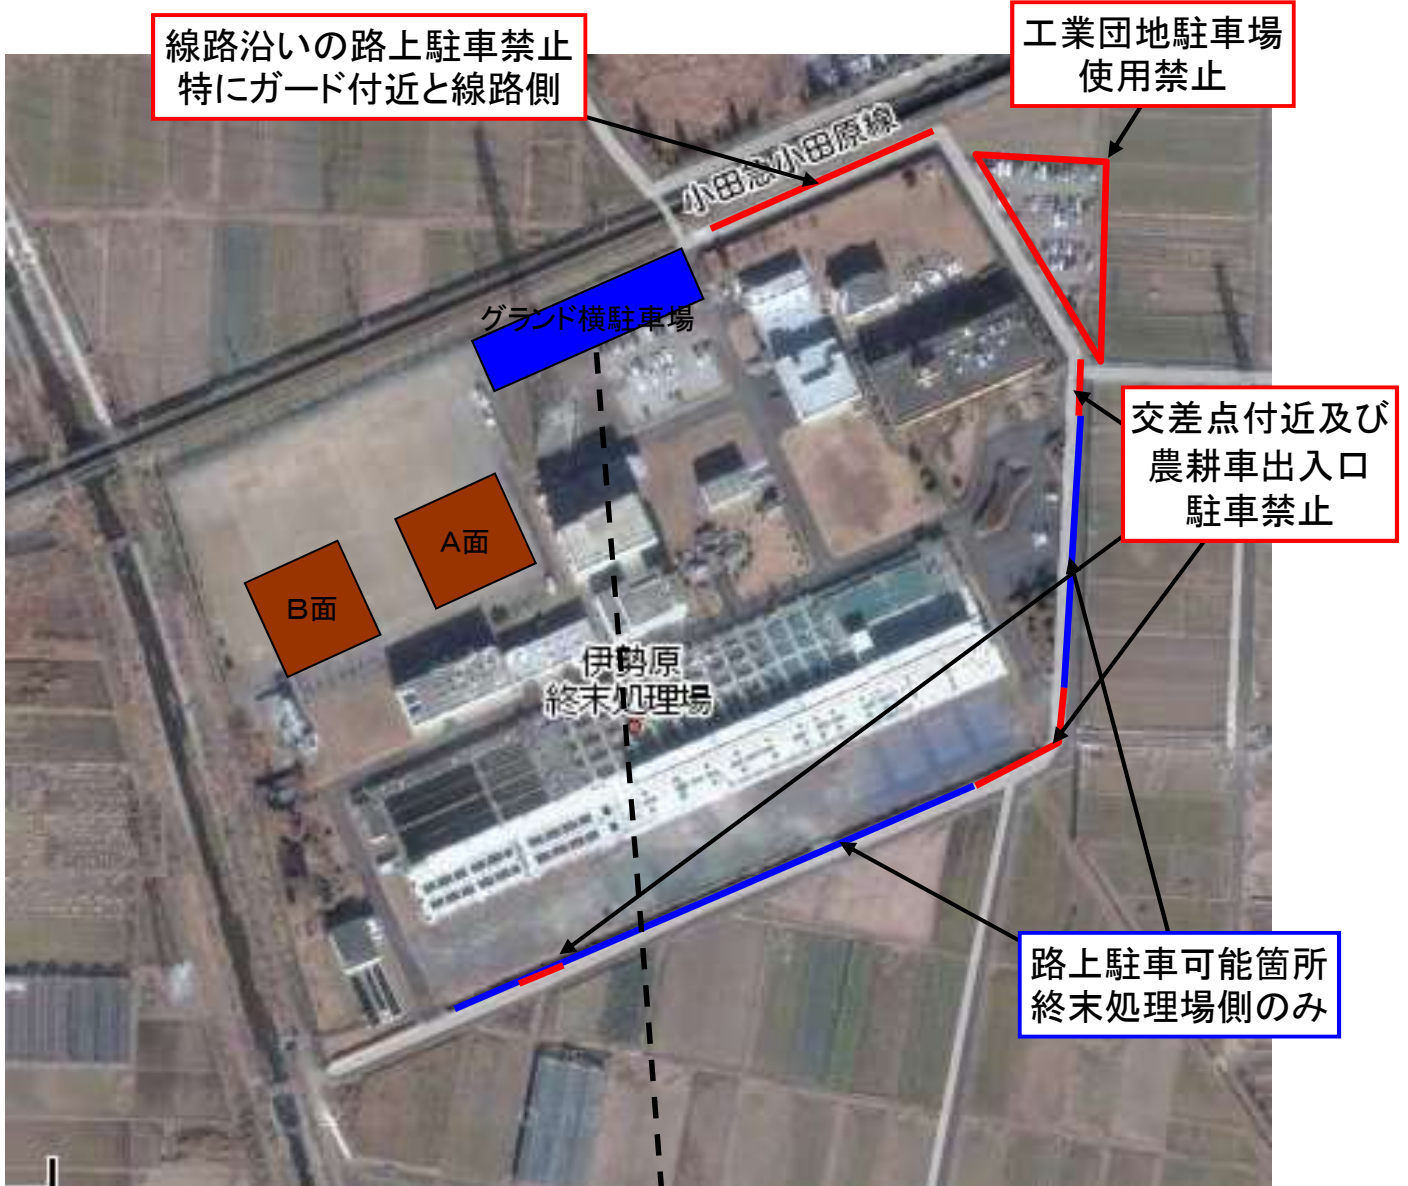 線路沿いの路上駐車禁止
特にガード付近と線路側
工業団地駐車場
使用禁止
小田急小田原線
グランド横駐車場
交差点付近及び
農耕車出入口
駐車禁止
A面
B面
伊勢原
終末処理場
路上駐車可能箇所
終末処理場側のみ